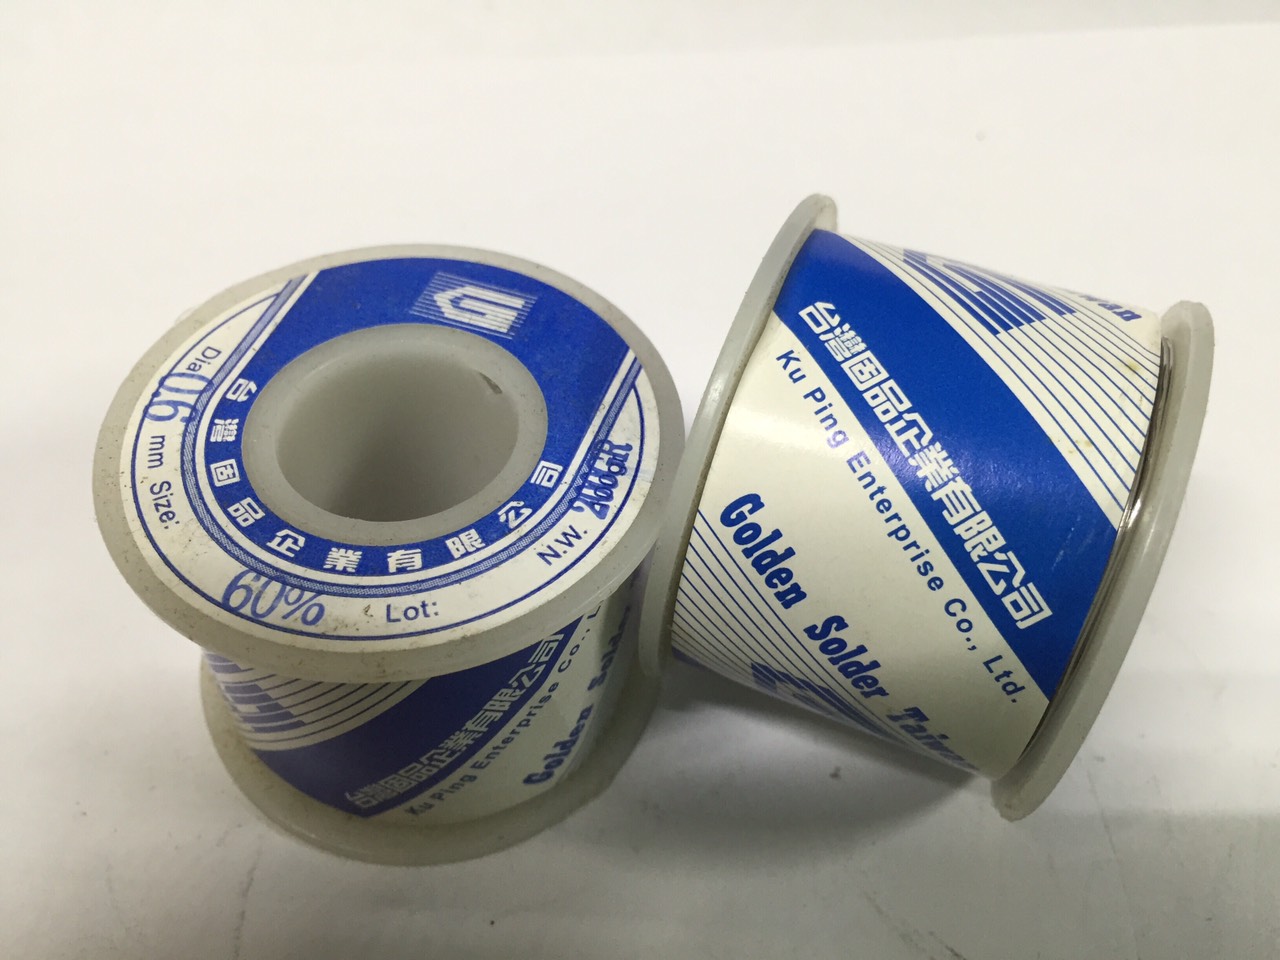 Dia 0.6 mm Size: 60% Lot: N.W.
台灣固品企業有限公司
台灣固品企業有限公司
Ku Ping Enterprise Co.,
Golden Solder
台灣固品企業有限公司
Ku Ping Enterprise Co., Ltd.
Golden Solder